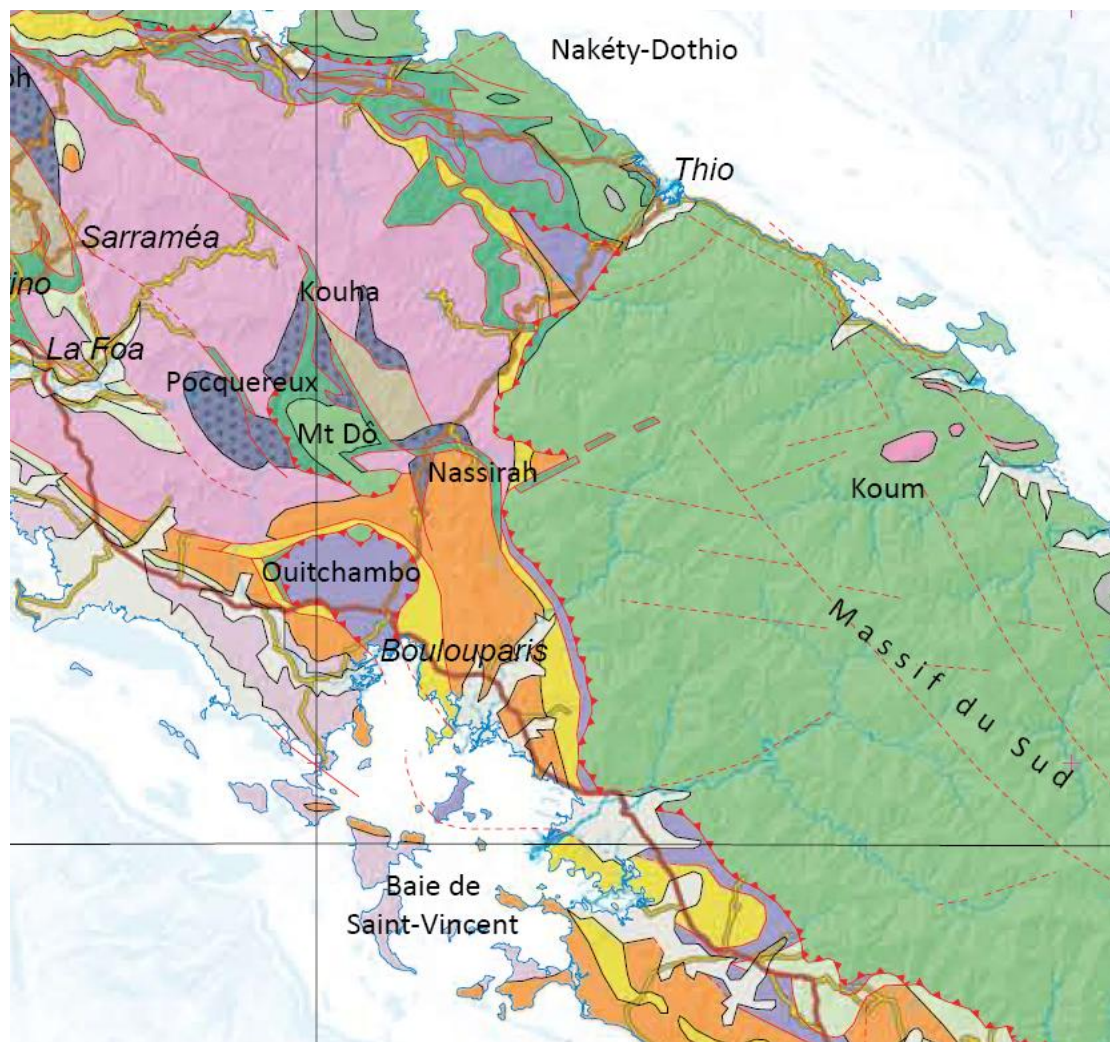 Nakéty-Dothio
oh
Thio
Sarraméa
ino
Kouha
La Foa
Pocquereux
Mt Dô
Nassirah
Koum
Ouitchambo
Massif du Sud
Boulouparis
Baie de
Saint-Vincent